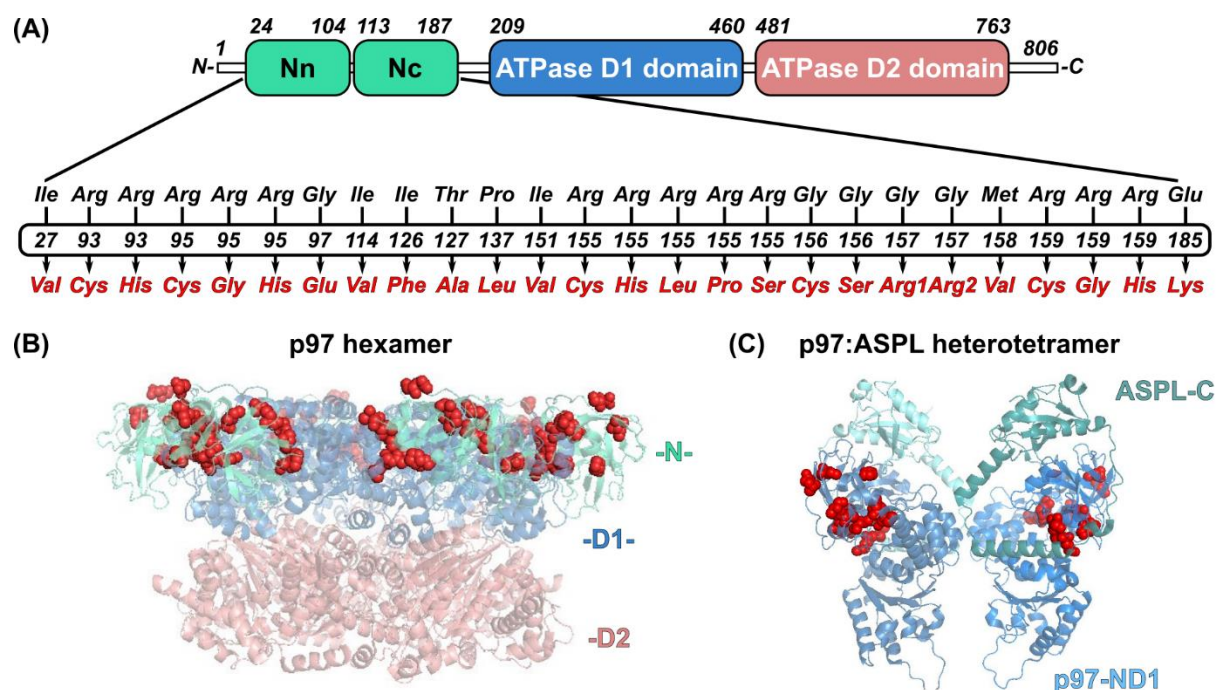 (A)
24 104 113 187 209 460 481 763
1 806
N- Nn Nc ATPase D1 domain ATPase D2 domain -C
Ile Arg Arg Arg Arg Arg Gly Ile Ile Thr Pro Ile Arg Arg Arg Arg Arg Gly Gly Gly Gly Met Arg Arg Arg Glu
27 93 93 95 95 95 97 114 126 127 137 151 155 155 155 155 155 156 156 157 157 158 159 159 159 185
Val Cys His Cys Gly His Glu Val Phe Ala Leu Val Cys His Leu Pro Ser Cys Ser Arg1 Arg2 Val Cys Gly His Lys
(B) p97 hexamer
-N-
-D1-
-D2
(C) p97:ASPL heterotetramer
ASPL-C
p97-ND1